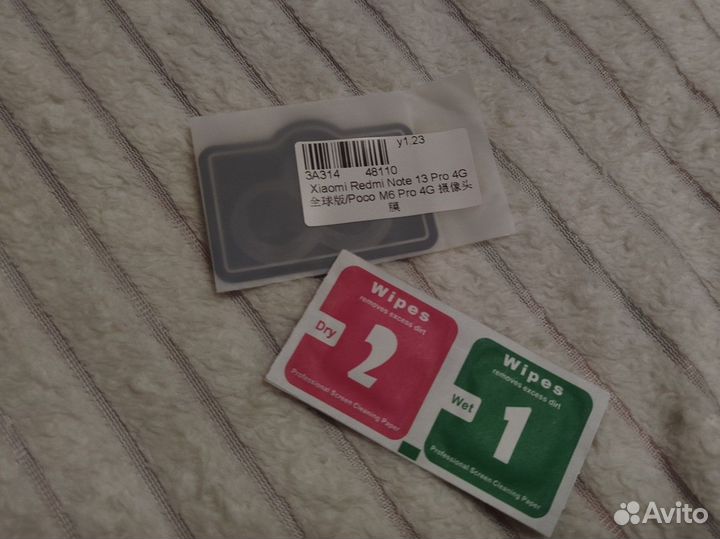 y1.23
3A314 48110
Xiaomi Redmi Note 13 Pro 4G
全球版/Poco M6 Pro 4G 摄像头
膜
Wipes
removes excess dirt
Dry
2
Professional Screen Cleaning Paper
Wipes
removes excess dirt
Wet
1
Professional Screen Cleaning Paper
Avito